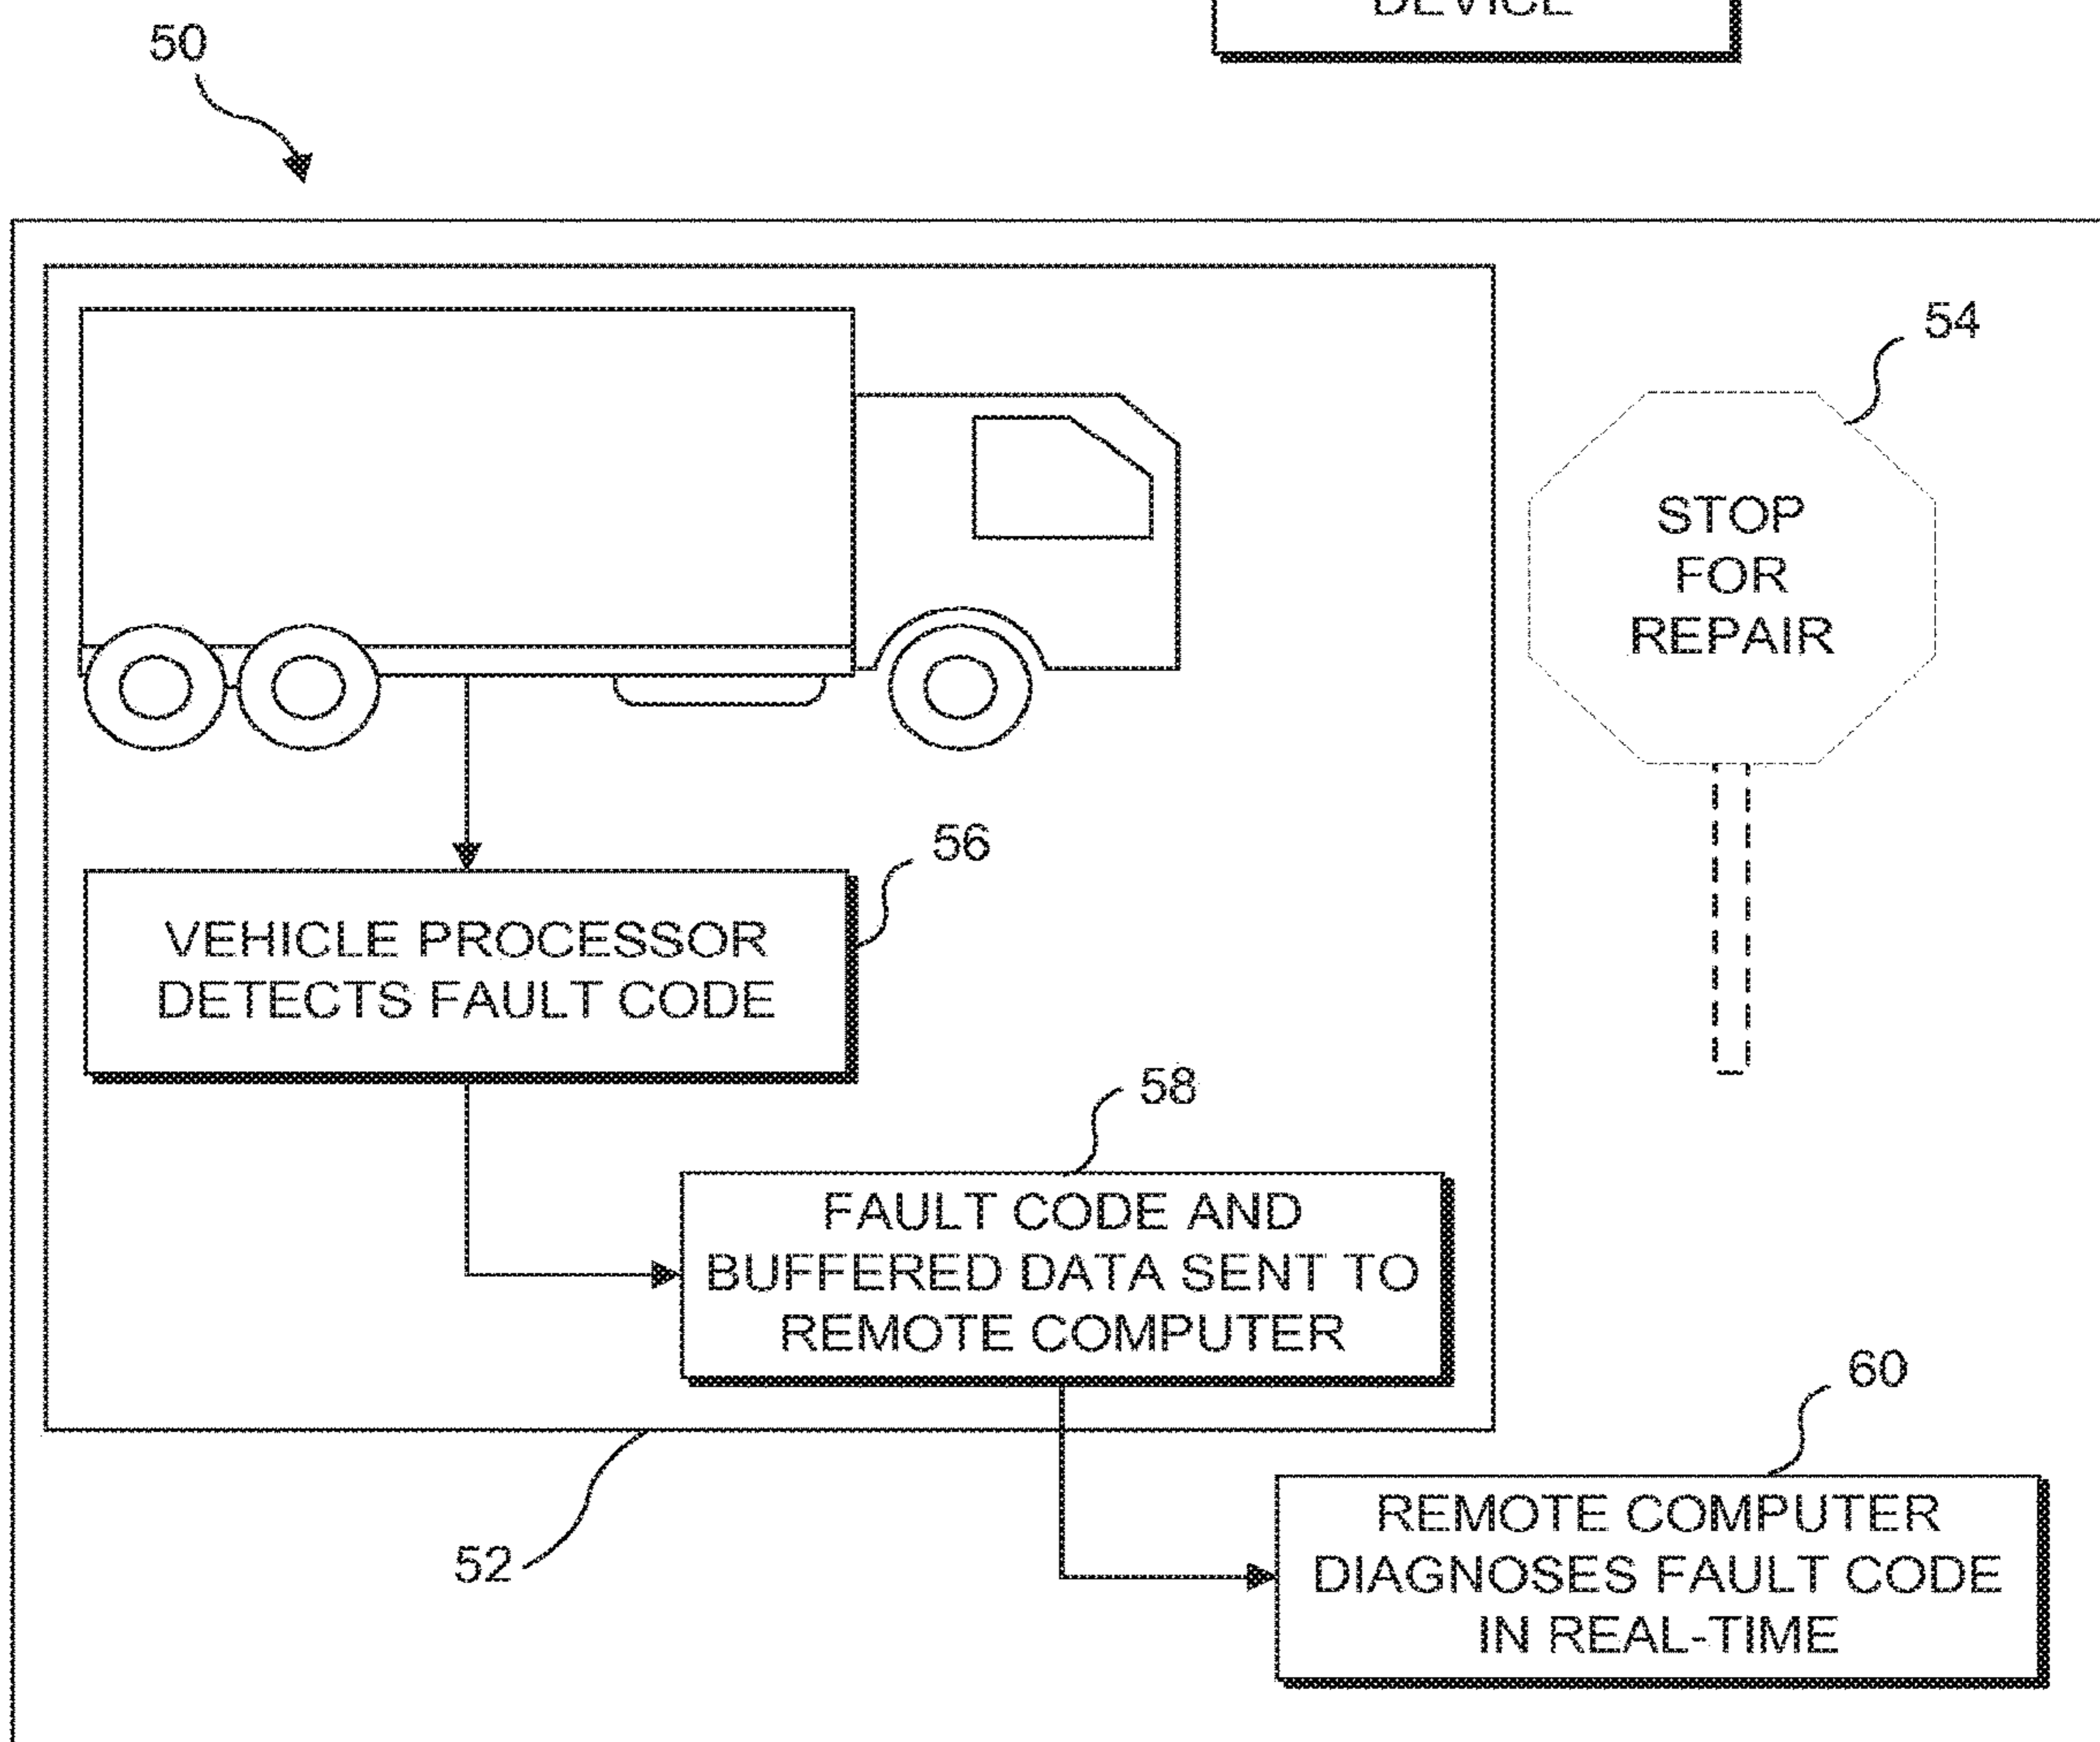 DEVICE
50
54
STOP
FOR
REPAIR
56
VEHICLE PROCESSOR
DETECTS FAULT CODE
58
FAULT CODE AND
BUFFERED DATA SENT TO
REMOTE COMPUTER
60
52
REMOTE COMPUTER
DIAGNOSES FAULT CODE
IN REAL-TIME